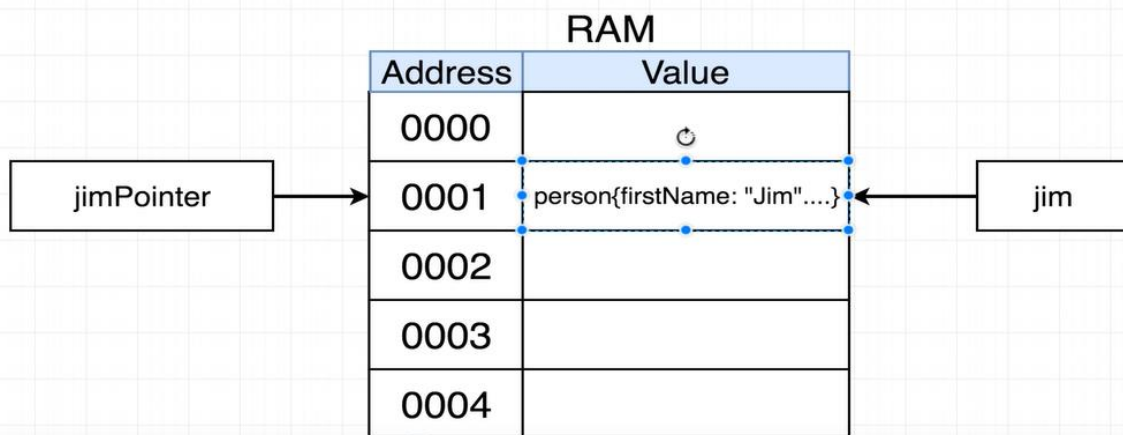 RAM
Address Value
0000
jimPointer 0001 person{firstName: "Jim"....} jim
0002
0003
0004